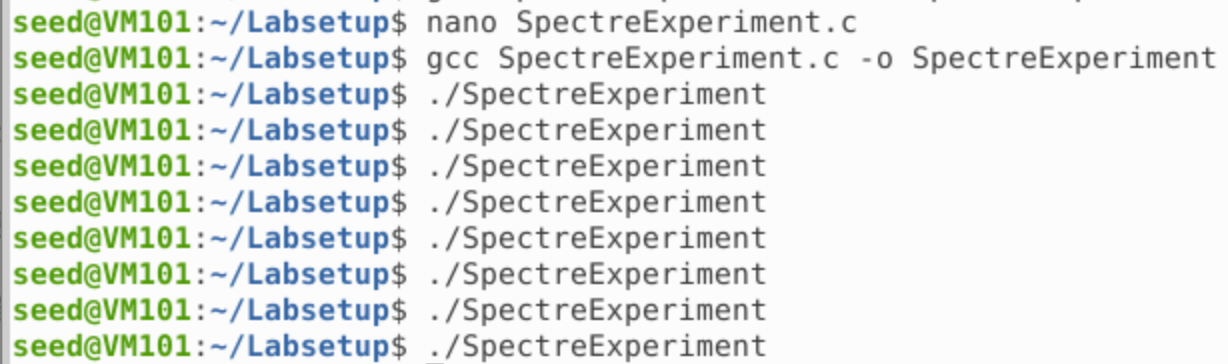 seed@VM101:~/Labsetup$ nano SpectreExperiment.c
seed@VM101:~/Labsetup$ gcc SpectreExperiment.c -o SpectreExperiment
seed@VM101:~/Labsetup$ ./SpectreExperiment
seed@VM101:~/Labsetup$ ./SpectreExperiment
seed@VM101:~/Labsetup$ ./SpectreExperiment
seed@VM101:~/Labsetup$ ./SpectreExperiment
seed@VM101:~/Labsetup$ ./SpectreExperiment
seed@VM101:~/Labsetup$ ./SpectreExperiment
seed@VM101:~/Labsetup$ ./SpectreExperiment
seed@VM101:~/Labsetup$ ./SpectreExperiment